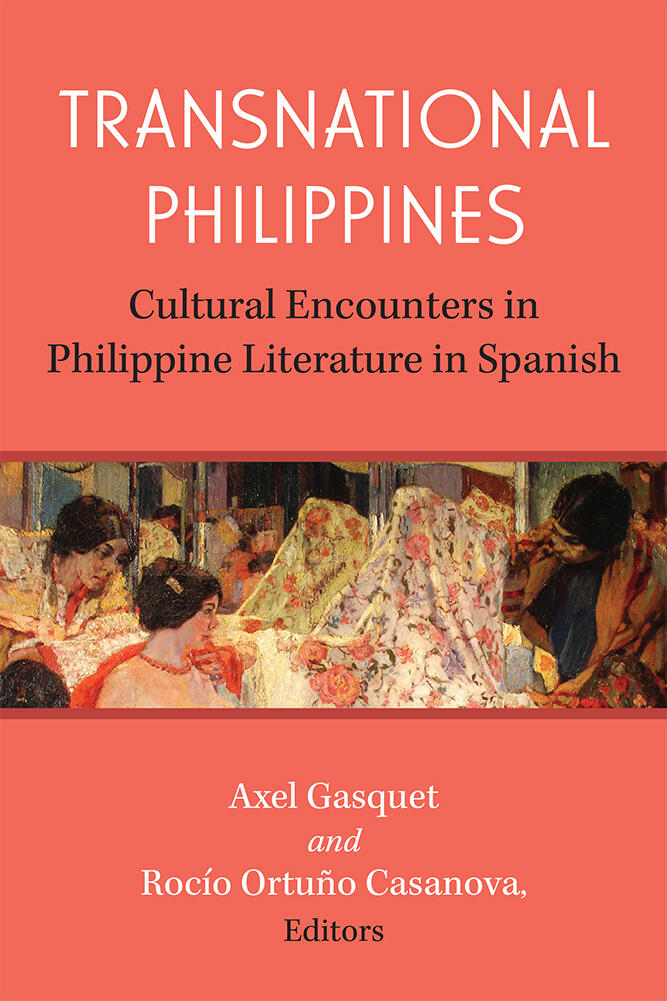 TRANSNATIONAL
PHILIPPINES
Cultural Encounters in
Philippine Literature in Spanish
Axel Gasquet
and
Rocío Ortuño Casanova,
Editors